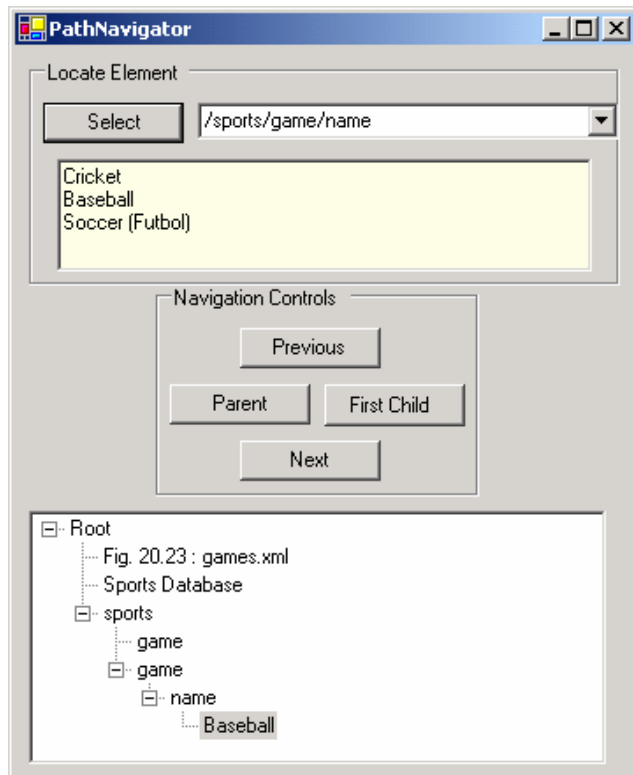 PathNavigator
Locate Element
Select
/sports/game/name
Cricket
Baseball
Soccer (Futbol)
Navigation Controls
Previous
Parent First Child
Next
Root
Fig. 20.23 : games.xml
Sports Database
sports
game
game
name
Baseball